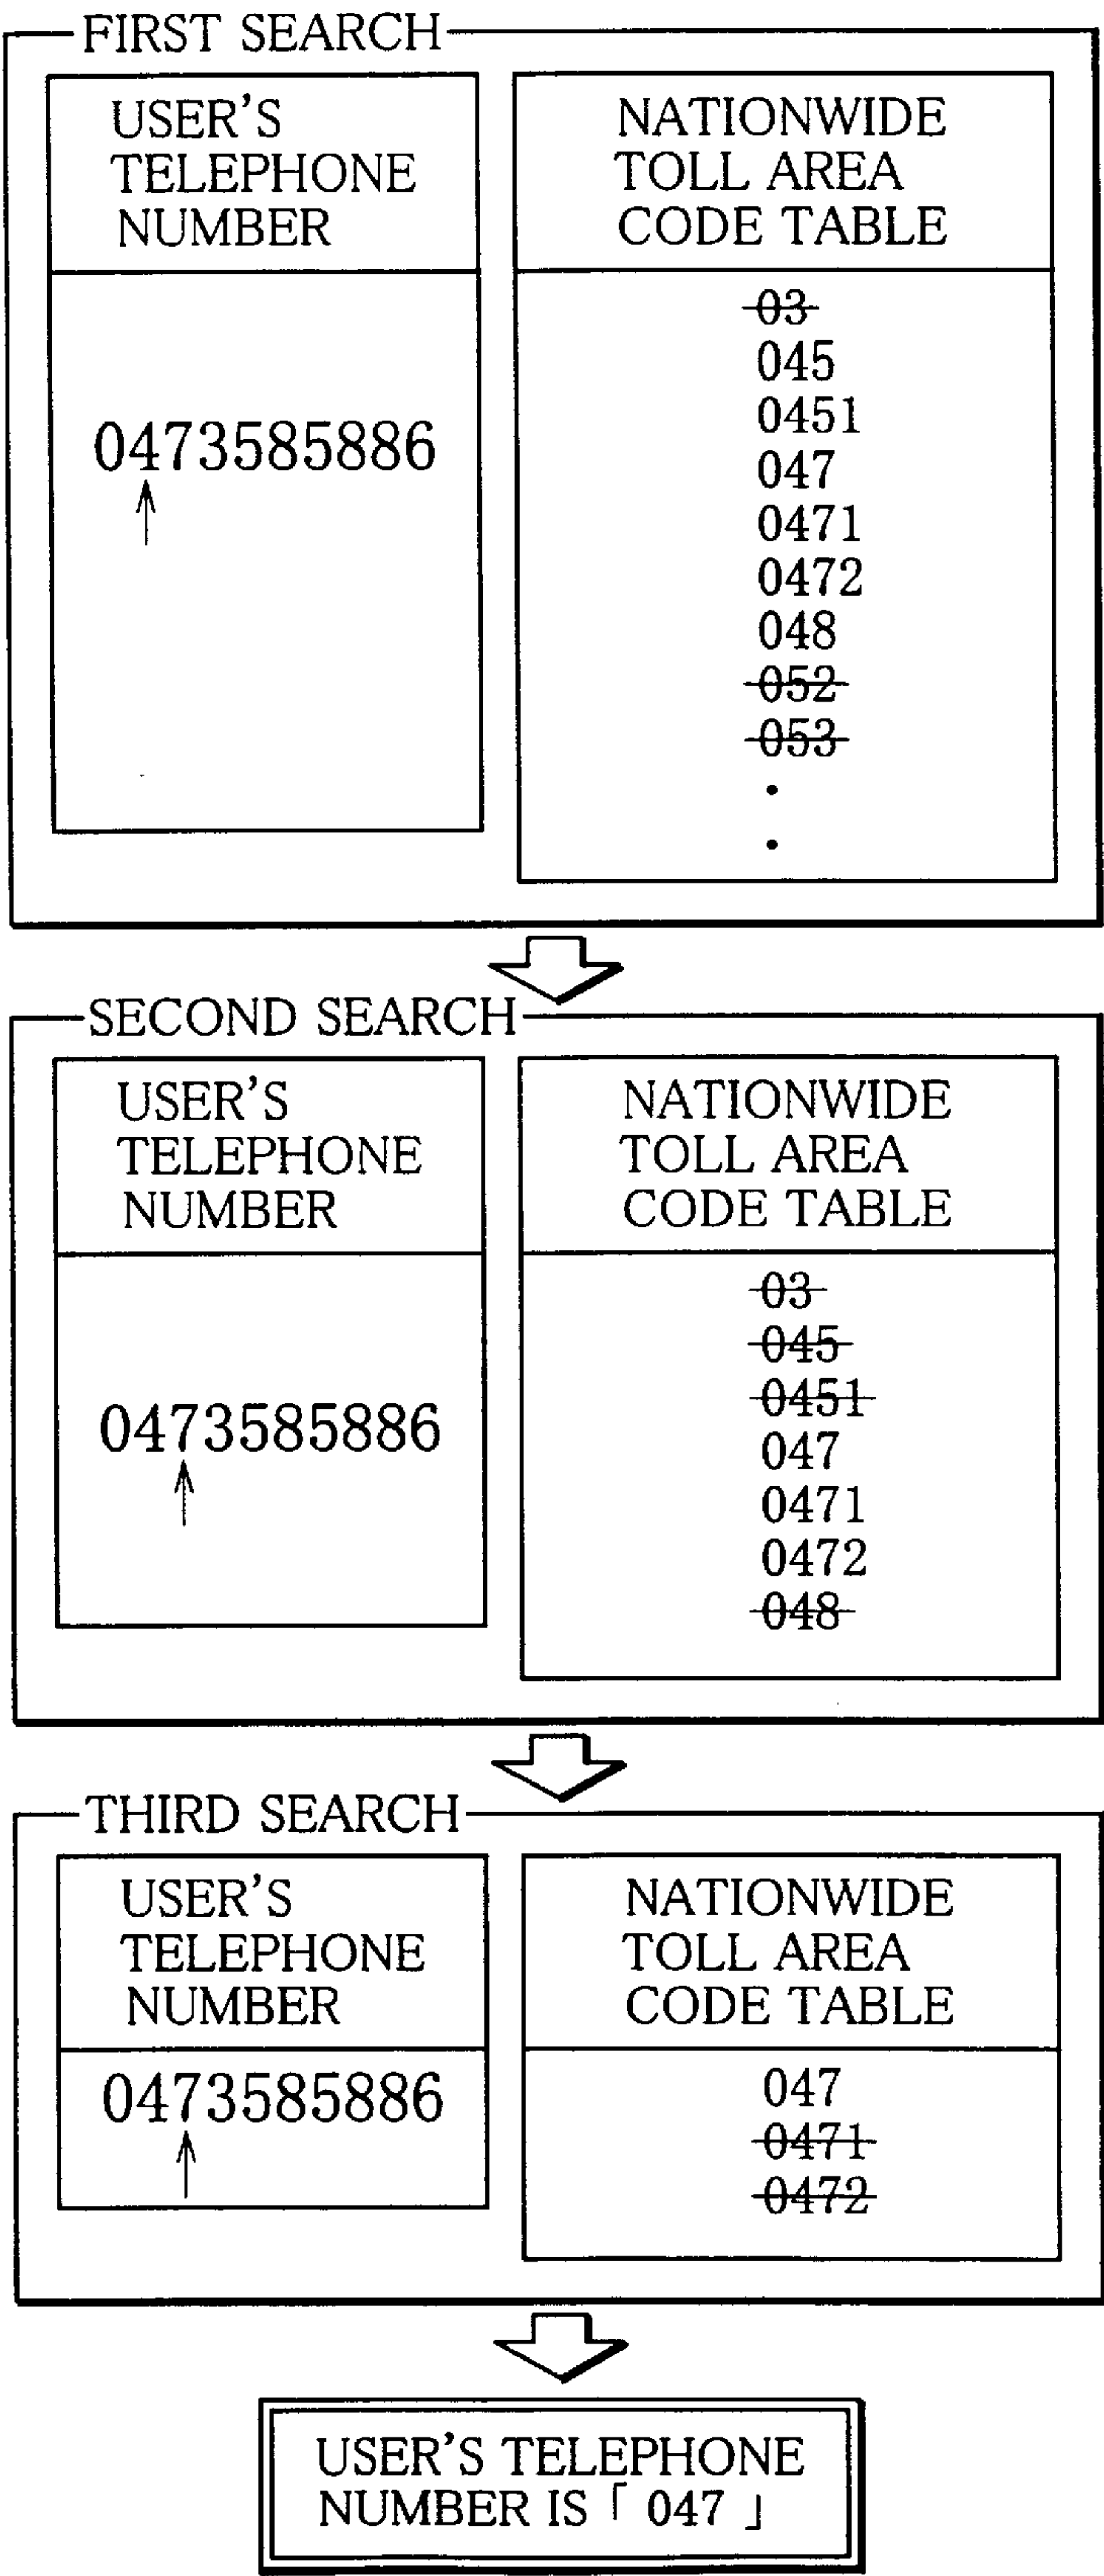 FIRST SEARCH
USER'S
TELEPHONE
NUMBER
0473585886
NATIONWIDE
TOLL AREA
CODE TABLE
03
045
0451
047
0471
0472
048
052
053
.
.
SECOND SEARCH
USER'S
TELEPHONE
NUMBER
0473585886
NATIONWIDE
TOLL AREA
CODE TABLE
03
045
0451
047
0471
0472
048
THIRD SEARCH
USER'S
TELEPHONE
NUMBER
0473585886
NATIONWIDE
TOLL AREA
CODE TABLE
047
0471
0472
USER'S TELEPHONE
NUMBER IS「 047 」